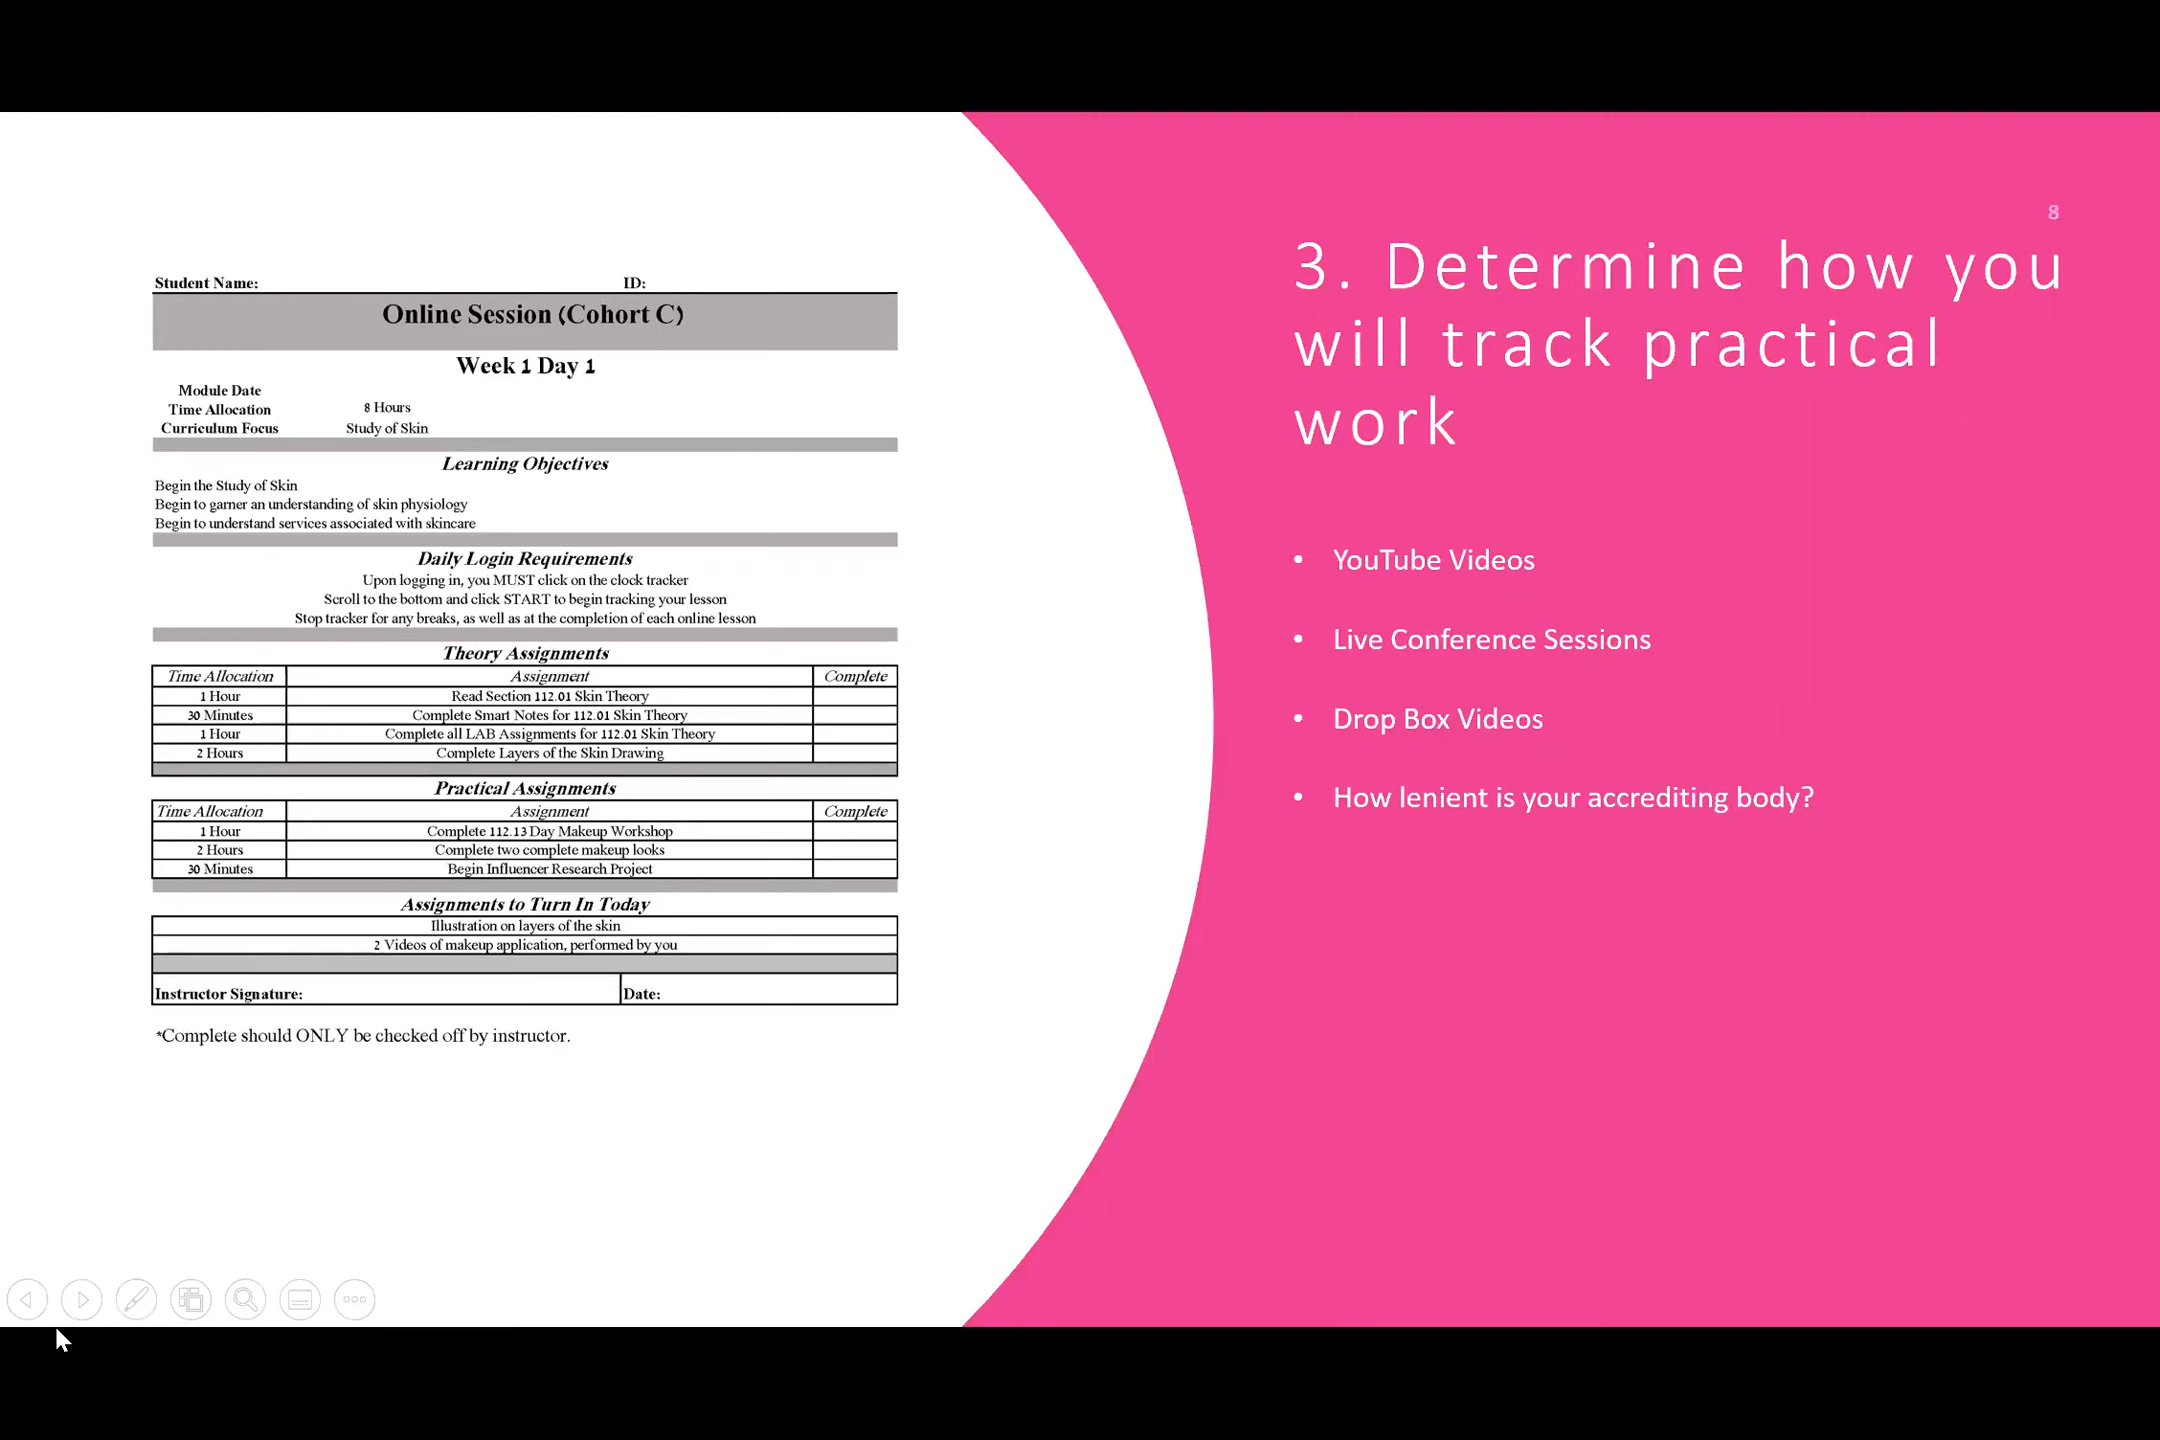 Student Name: ID:
Online Session (Cohort C)
Week 1 Day 1
Module Date
Time Allocation 8 Hours
Curriculum Focus Study of Skin
Learning Objectives
Begin the Study of Skin
Begin to garner an understanding of skin physiology
Begin to understand services associated with skincare
Daily Login Requirements
Upon logging in, you MUST click on the clock tracker
Scroll to the bottom and click START to begin tracking your lesson
Stop tracker for any breaks, as well as at the completion of each online lesson
Theory Assignments
Time Allocation Assignment Complete
1 Hour Read Section 112.01 Skin Theory
30 Minutes Complete Smart Notes for 112.01 Skin Theory
1 Hour Complete all LAB Assignments for 112.01 Skin Theory
2 Hours Complete Layers of the Skin Drawing
Practical Assignments
Time Allocation Assignment Complete
1 Hour Complete 112.13 Day Makeup Workshop
2 Hours Complete two complete makeup looks
30 Minutes Begin Influencer Research Project
Assignments to Turn In Today
Illustration on layers of the skin
2 Videos of makeup application, performed by you
Instructor Signature: Date:
*Complete should ONLY be checked off by instructor.
8
3. Determine how you
will track practical
work
• YouTube Videos
• Live Conference Sessions
• Drop Box Videos
• How lenient is your accrediting body?